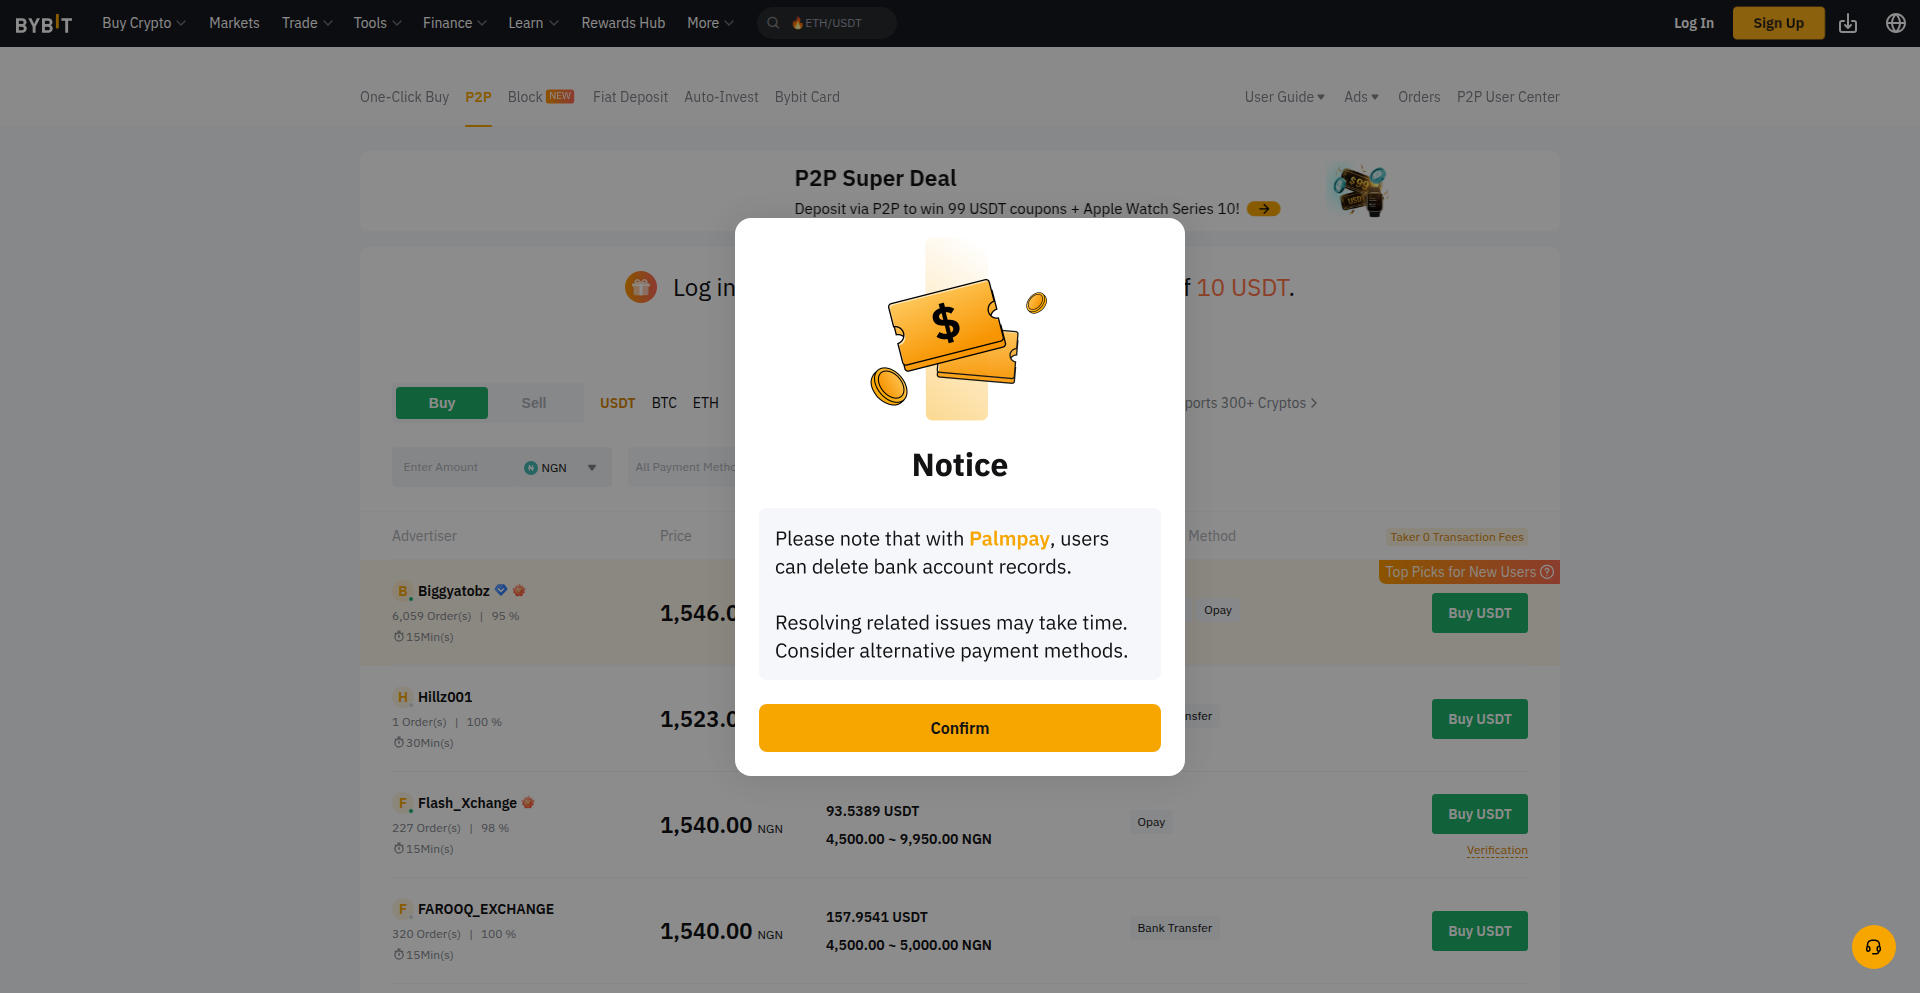 BYBIT
Buy Crypto
Markets
Trade
Tools
Finance
Learn
Rewards Hub
More
ETH/USDT
Log In
Sign Up
One-Click Buy
P2P
Block NEW
Fiat Deposit
Auto-Invest
Bybit Card
User Guide
Ads
Orders
P2P User Center
P2P Super Deal
Deposit via P2P to win 99 USDT coupons + Apple Watch Series 10!
Log in
f 10 USDT.
Buy
Sell
USDT
BTC
ETH
ports 300+ Cryptos
Enter Amount
NGN
All Payment Metho
Advertiser
Price
Method
Taker 0 Transaction Fees
Top Picks for New Users
B Biggyatobz
6,059 Order(s) | 95 %
15Min(s)
1,546.0
Opay
Buy USDT
H Hillz001
1 Order(s) | 100 %
30Min(s)
1,523.0
nsfer
Buy USDT
F Flash_Xchange
227 Order(s) | 98 %
15Min(s)
1,540.00 NGN
93.5389 USDT
4,500.00 ~ 9,950.00 NGN
Opay
Buy USDT
Verification
F FAROOQ_EXCHANGE
320 Order(s) | 100 %
15Min(s)
1,540.00 NGN
157.9541 USDT
4,500.00 ~ 5,000.00 NGN
Bank Transfer
Buy USDT
$
Notice
Please note that with Palmpay, users
can delete bank account records.
Resolving related issues may take time.
Consider alternative payment methods.
Confirm